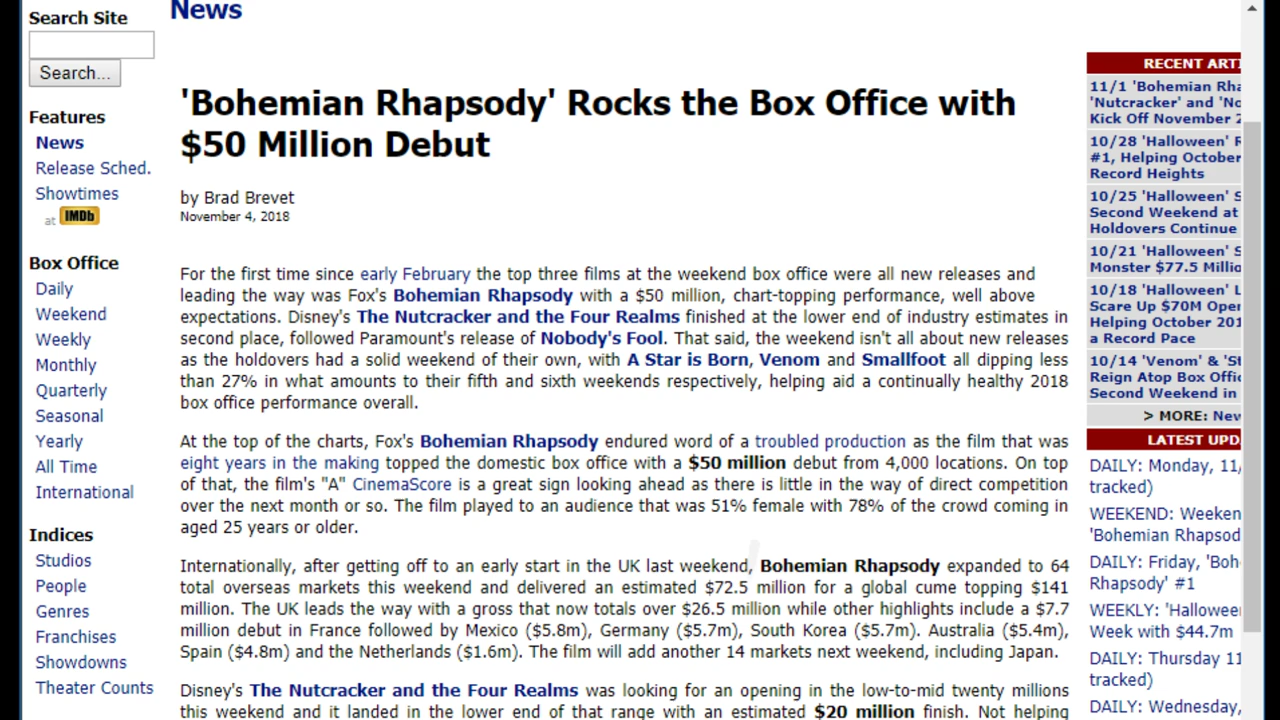 Search Site
Search...
Features
News
Release Sched.
Showtimes
at IMDb
Box Office
Daily
Weekend
Weekly
Monthly
Quarterly
Seasonal
Yearly
All Time
International
Indices
Studios
People
Genres
Franchises
Showdowns
Theater Counts
News
'Bohemian Rhapsody' Rocks the Box Office with
$50 Million Debut
by Brad Brevet
November 4, 2018
For the first time since early February the top three films at the weekend box office were all new releases and
leading the way was Fox's Bohemian Rhapsody with a $50 million, chart-topping performance, well above
expectations. Disney's The Nutcracker and the Four Realms finished at the lower end of industry estimates in
second place, followed Paramount's release of Nobody's Fool. That said, the weekend isn't all about new releases
as the holdovers had a solid weekend of their own, with A Star is Born, Venom and Smallfoot all dipping less
than 27% in what amounts to their fifth and sixth weekends respectively, helping aid a continually healthy 2018
box office performance overall.
At the top of the charts, Fox's Bohemian Rhapsody endured word of a troubled production as the film that was
eight years in the making topped the domestic box office with a $50 million debut from 4,000 locations. On top
of that, the film's "A" CinemaScore is a great sign looking ahead as there is little in the way of direct competition
over the next month or so. The film played to an audience that was 51% female with 78% of the crowd coming in
aged 25 years or older.
Internationally, after getting off to an early start in the UK last weekend, Bohemian Rhapsody expanded to 64
total overseas markets this weekend and delivered an estimated $72.5 million for a global cume topping $141
million. The UK leads the way with a gross that now totals over $26.5 million while other highlights include a $7.7
million debut in France followed by Mexico ($5.8m), Germany ($5.7m), South Korea ($5.7m). Australia ($5.4m),
Spain ($4.8m) and the Netherlands ($1.6m). The film will add another 14 markets next weekend, including Japan.
Disney's The Nutcracker and the Four Realms was looking for an opening in the low-to-mid twenty millions
this weekend and it landed in the lower end of that range with an estimated $20 million finish. Not helping
RECENT ARTI
11/1 'Bohemian Rha
'Nutcracker' and 'No
Kick Off November 2
10/28 'Halloween' R
#1, Helping October
Record Heights
10/25 'Halloween' S
Second Weekend at
Holdovers Continue
10/21 'Halloween' S
Monster $77.5 Millio
10/18 'Halloween' L
Scare Up $70M Open
Helping October 201
a Record Pace
10/14 'Venom' & 'St
Reign Atop Box Offic
Second Weekend in
> MORE: New
LATEST UPD
DAILY: Monday, 11/
tracked)
WEEKEND: Weeken
'Bohemian Rhapsod
DAILY: Friday, 'Boh
Rhapsody' #1
WEEKLY: 'Hallowee
Week with $44.7m
DAILY: Thursday 11
tracked)
DAILY: Wednesday,